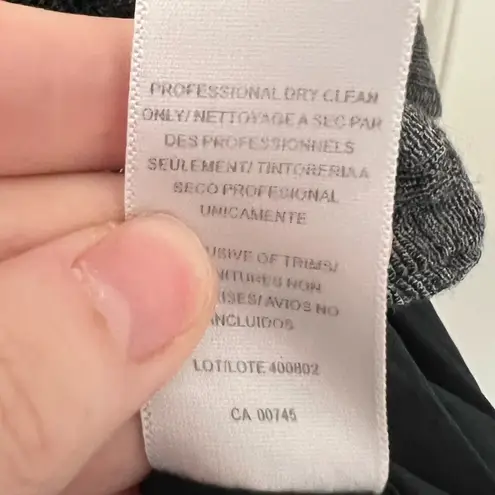 PROFESSIONAL DRY CLEAN
ONLY/ NETTOYAGE A SEC PAR
DES PROFESSIONNELS
SEULEMENT/ TINTORERIA A
SECO PROFESIONAL
UNICAMENTE
USIVE OF TRIMS/
NITURES NON
ISES/ AVIOS NO
INCLUIDOS
LOT/LOTE 400802
CA 00745